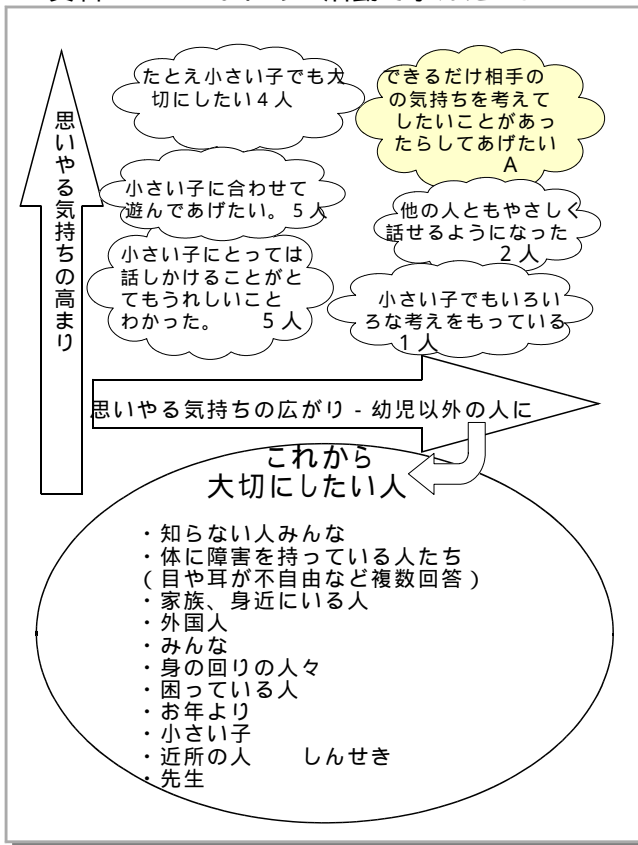 たとえ小さい子でも大
切にしたい4人
できるだけ相手の
の気持ちを考えて
したいことがあっ
たらしてあげたい
A
思いやる気持ちの高まり
小さい子に合わせて
遊んであげたい。5人
他の人ともやさしく
話せるようになった
2人
小さい子にとっては
話しかけることがと
てもうれしいこと
わかった。 5人
小さい子でもいろい
ろな考えをもっている
1人
思いやる気持ちの広がり - 幼児以外の人に
これから
大切にしたい人
・知らない人みんな
・体に障害を持っている人たち
(目や耳が不自由など複数回答)
・家族、身近にいる人
・外国人
・みんな
・身の回りの人々
・困っている人
・お年より
・小さい子
・近所の人 しんせき
・先生